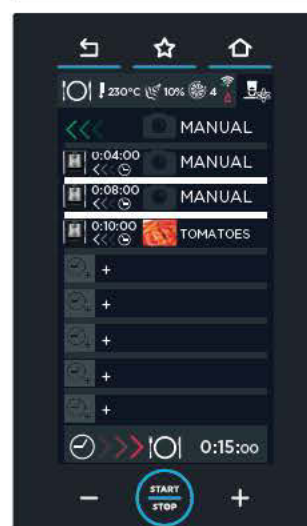 230°C 10% 4
MANUAL
0:04:00 MANUAL
0:08:00 MANUAL
0:10:00 TOMATOES
+
+
+
+
+
0:15:00
− START +
STOP